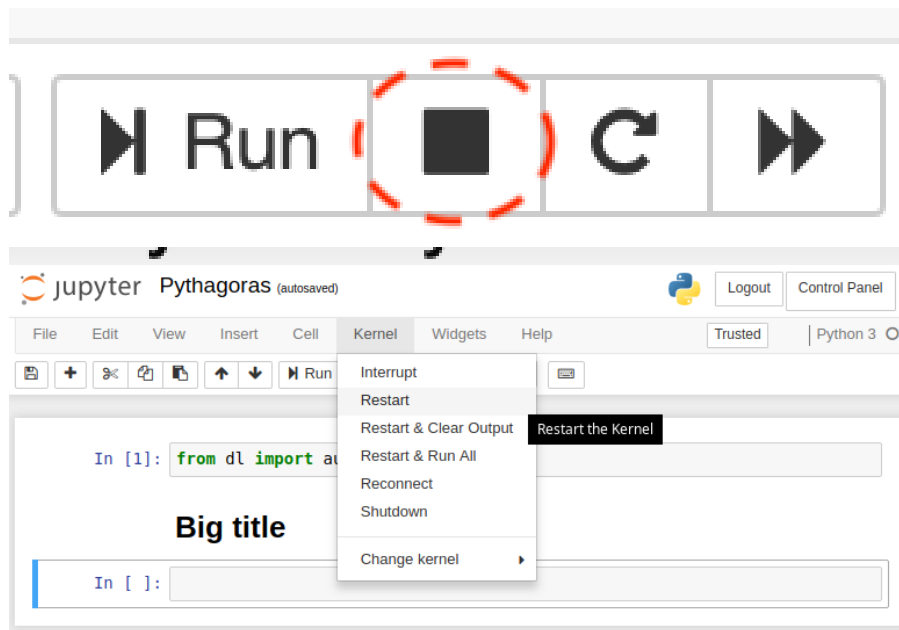 Run
jupyter Pythagoras (autosaved) Logout Control Panel
File Edit View Insert Cell Kernel Widgets Help Trusted Python 3
Run
Interrupt
Restart
Restart & Clear Output
Restart the Kernel
Restart & Run All
Reconnect
Shutdown
Change kernel
In [1]: from dl import au
Big title
In [ ]: